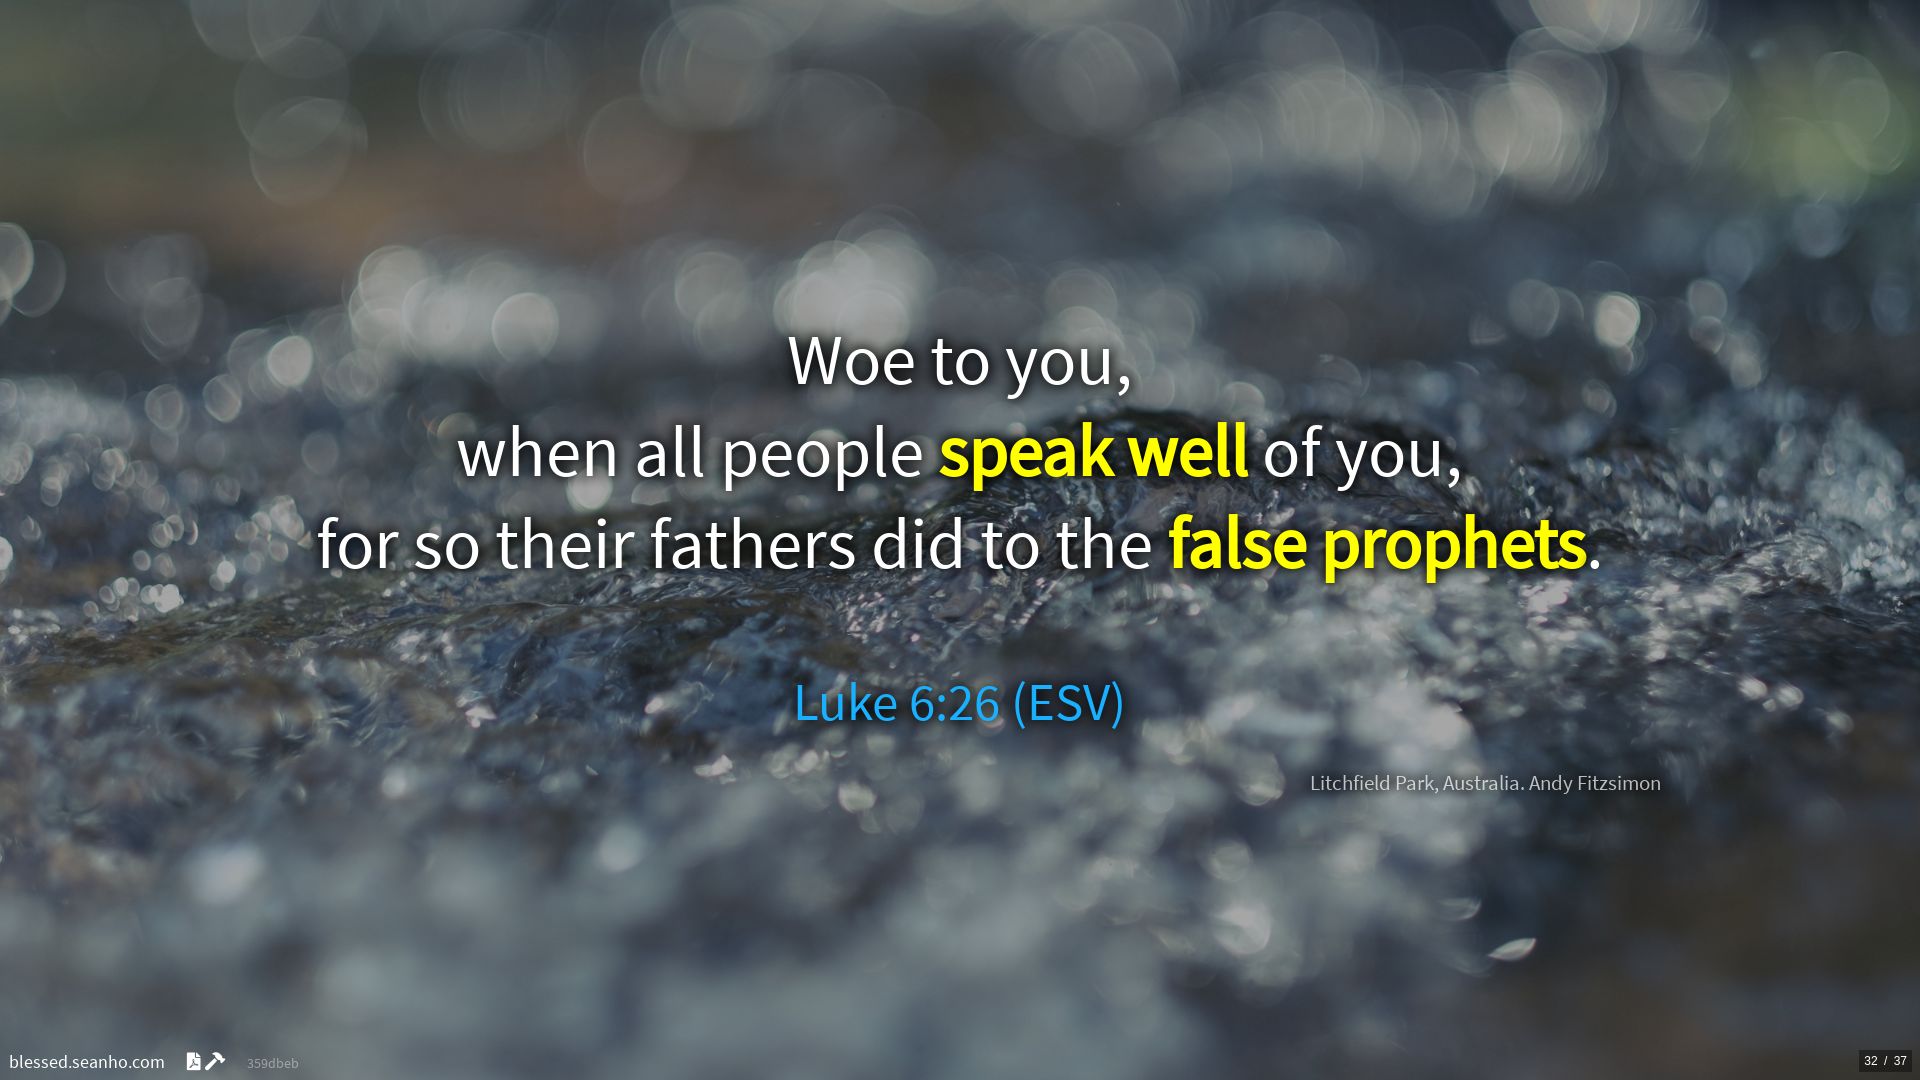 Woe to you,
when all people speak well of you,
for so their fathers did to the false prophets.
Luke 6:26 (ESV)
Litchfield Park, Australia. Andy Fitzsimon
blessed.seanho.com
359dbeb
32 / 37